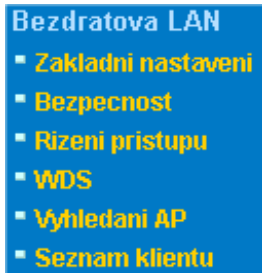 Bezdratova LAN
Zakladni nastaveni
Bezpecnost
Rizeni pristupu
WDS
Vyhledani AP
Seznam klientu